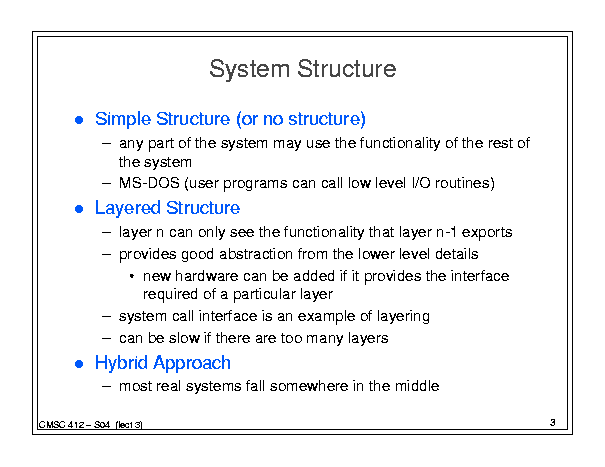 System Structure
● Simple Structure (or no structure)
– any part of the system may use the functionality of the rest of
the system
– MS-DOS (user programs can call low level I/O routines)
● Layered Structure
– layer n can only see the functionality that layer n-1 exports
– provides good abstraction from the lower level details
• new hardware can be added if it provides the interface
required of a particular layer
– system call interface is an example of layering
– can be slow if there are too many layers
● Hybrid Approach
– most real systems fall somewhere in the middle
CMSC 412 – S04 (lect 3)
3